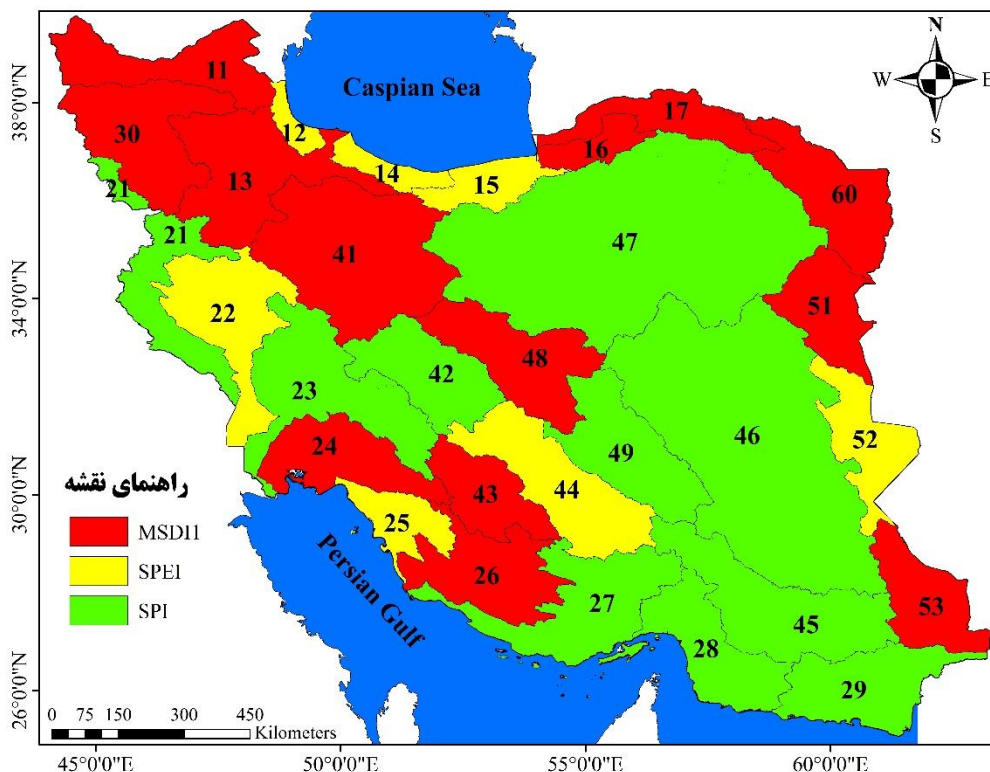 N
W
E
S
Caspian Sea
11
17
12
16
30
14
13
15
60
21
21
47
41
51
22
48
42
23
46
52
49
24
44
43
25
26
53
27
45
28
29
Persian Gulf
راهنمای نقشه
MSDI1
SPEI
SPI
0 75 150 300 450
Kilometers
38°0'0"N
34°0'0"N
30°0'0"N
26°0'0"N
45°0'0"E
50°0'0"E
55°0'0"E
60°0'0"E